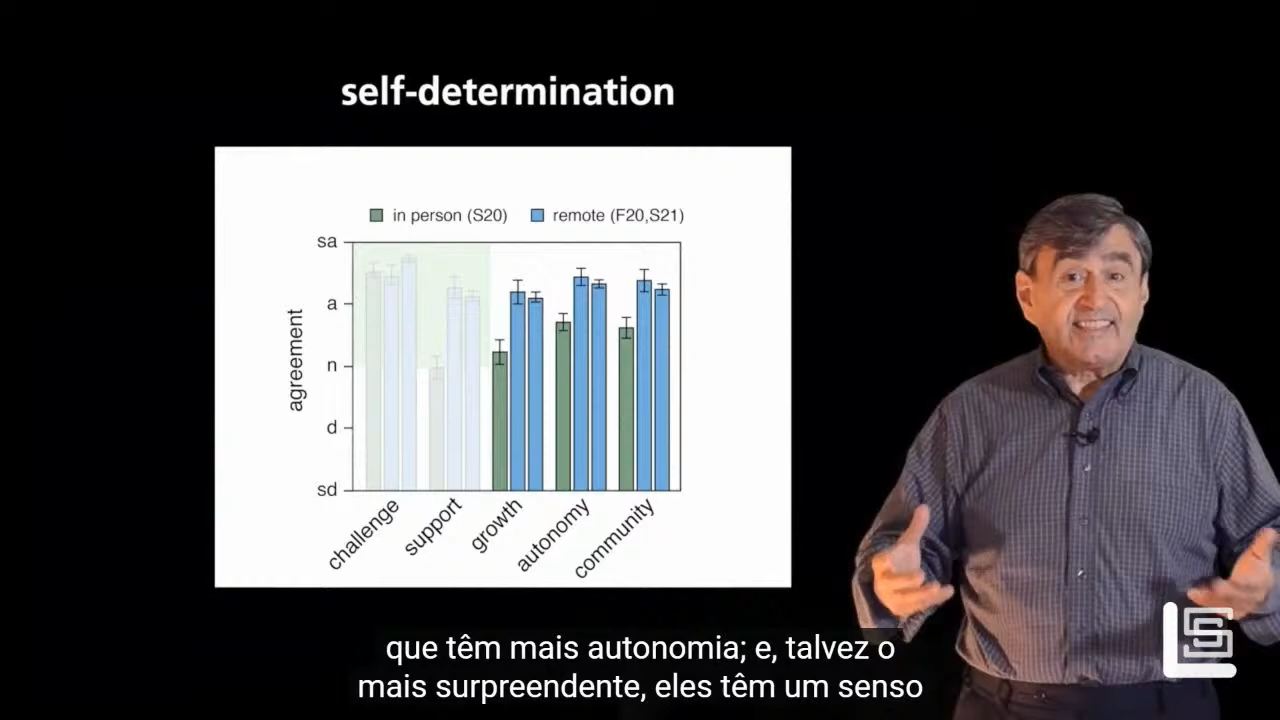 self-determination
in person (S20) remote (F20,S21)
sa
a
n
d
sd
agreement
challenge
support
growth
autonomy
community
que têm mais autonomia; e, talvez o
mais surpreendente, eles têm um senso